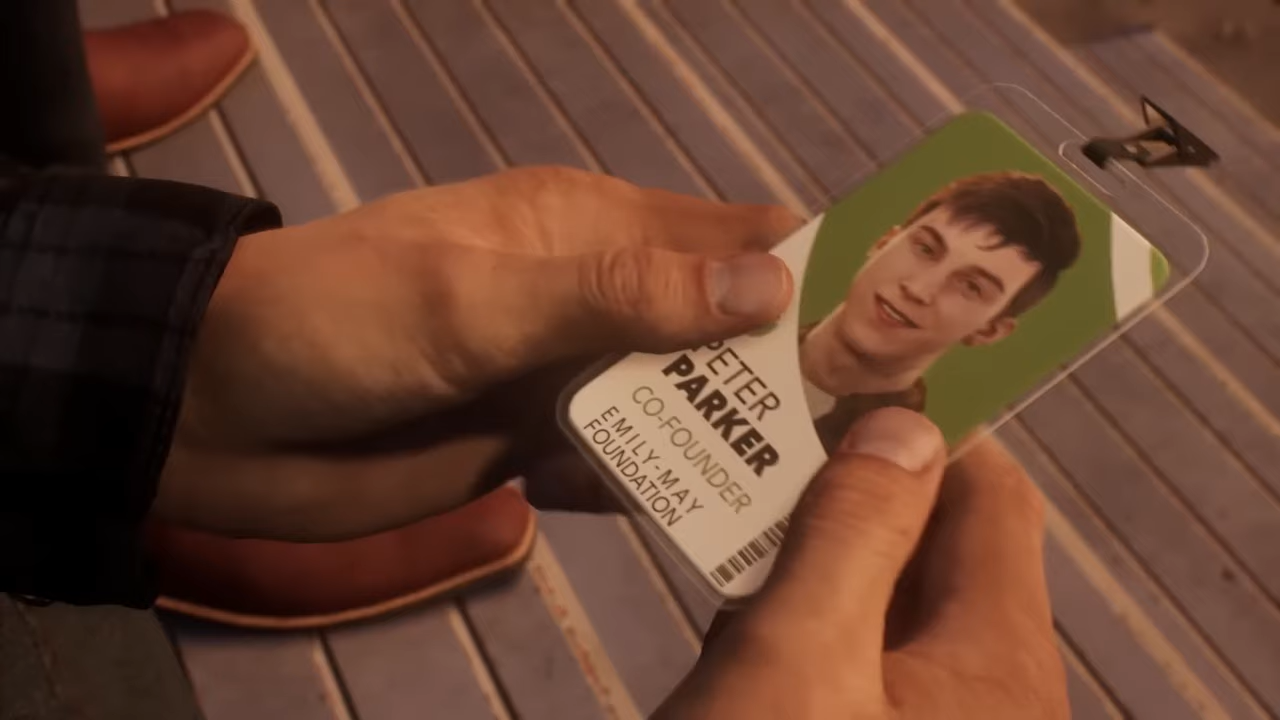 PETER
PARKER
CO-FOUNDER
EMILY-MAY
FOUNDATION